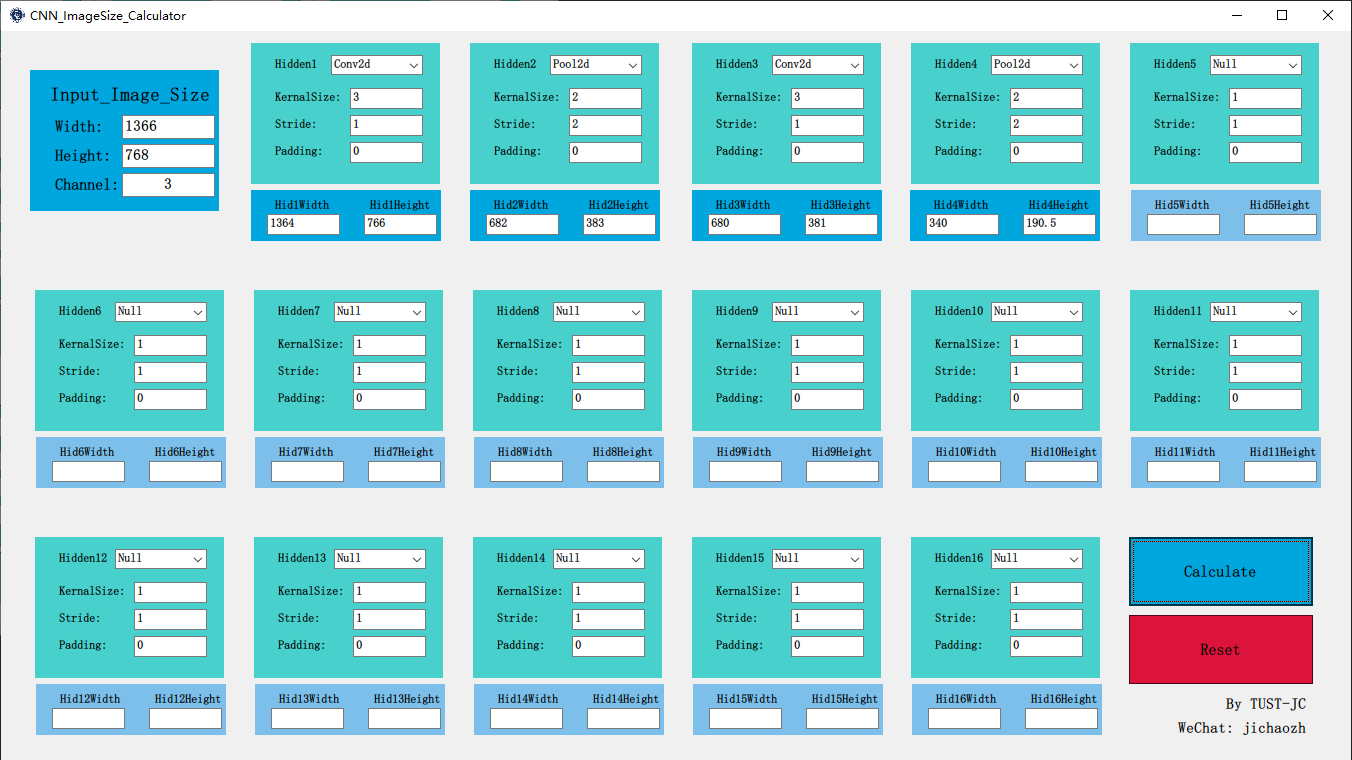 CNN_ImageSize_Calculator
Input_Image_Size
Width: 1366
Height: 768
Channel: 3
Hidden1 Conv2d
KernalSize: 3
Stride: 1
Padding: 0
Hid1Width Hid1Height
1364 766
Hidden2 Pool2d
KernalSize: 2
Stride: 2
Padding: 0
Hid2Width Hid2Height
682 383
Hidden3 Conv2d
KernalSize: 3
Stride: 1
Padding: 0
Hid3Width Hid3Height
680 381
Hidden4 Pool2d
KernalSize: 2
Stride: 2
Padding: 0
Hid4Width Hid4Height
340 190.5
Hidden5 Null
KernalSize: 1
Stride: 1
Padding: 0
Hid5Width Hid5Height
Hidden6 Null
KernalSize: 1
Stride: 1
Padding: 0
Hid6Width Hid6Height
Hidden7 Null
KernalSize: 1
Stride: 1
Padding: 0
Hid7Width Hid7Height
Hidden8 Null
KernalSize: 1
Stride: 1
Padding: 0
Hid8Width Hid8Height
Hidden9 Null
KernalSize: 1
Stride: 1
Padding: 0
Hid9Width Hid9Height
Hidden10 Null
KernalSize: 1
Stride: 1
Padding: 0
Hid10Width Hid10Height
Hidden11 Null
KernalSize: 1
Stride: 1
Padding: 0
Hid11Width Hid11Height
Hidden12 Null
KernalSize: 1
Stride: 1
Padding: 0
Hid12Width Hid12Height
Hidden13 Null
KernalSize: 1
Stride: 1
Padding: 0
Hid13Width Hid13Height
Hidden14 Null
KernalSize: 1
Stride: 1
Padding: 0
Hid14Width Hid14Height
Hidden15 Null
KernalSize: 1
Stride: 1
Padding: 0
Hid15Width Hid15Height
Hidden16 Null
KernalSize: 1
Stride: 1
Padding: 0
Hid16Width Hid16Height
Calculate
Reset
By TUST-JC
WeChat: jichaozh